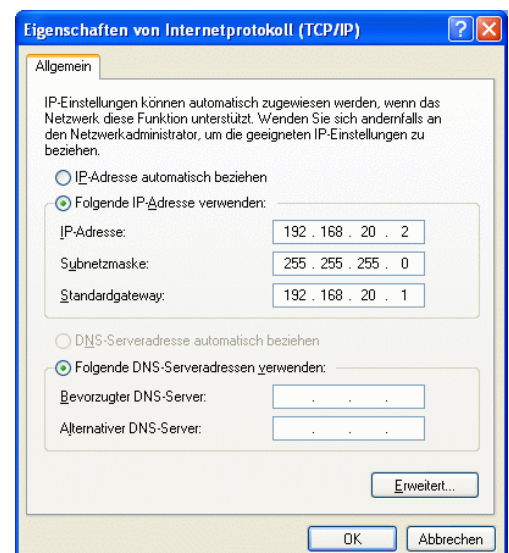 Eigenschaften von Internetprotokoll (TCP/IP)
Allgemein
IP-Einstellungen können automatisch zugewiesen werden, wenn das
Netzwerk diese Funktion unterstützt. Wenden Sie sich andernfalls an
den Netzwerkadministrator, um die geeigneten IP-Einstellungen zu
beziehen.
IP-Adresse automatisch beziehen
Folgende IP-Adresse verwenden:
IP-Adresse: 192 . 168 . 20 . 2
Subnetzmaske: 255 . 255 . 255 . 0
Standardgateway: 192 . 168 . 20 . 1
DNS-Serveradresse automatisch beziehen
Folgende DNS-Serveradressen verwenden:
Bevorzugter DNS-Server: . . .
Alternativer DNS-Server: . . .
Erweitert...
OK Abbrechen